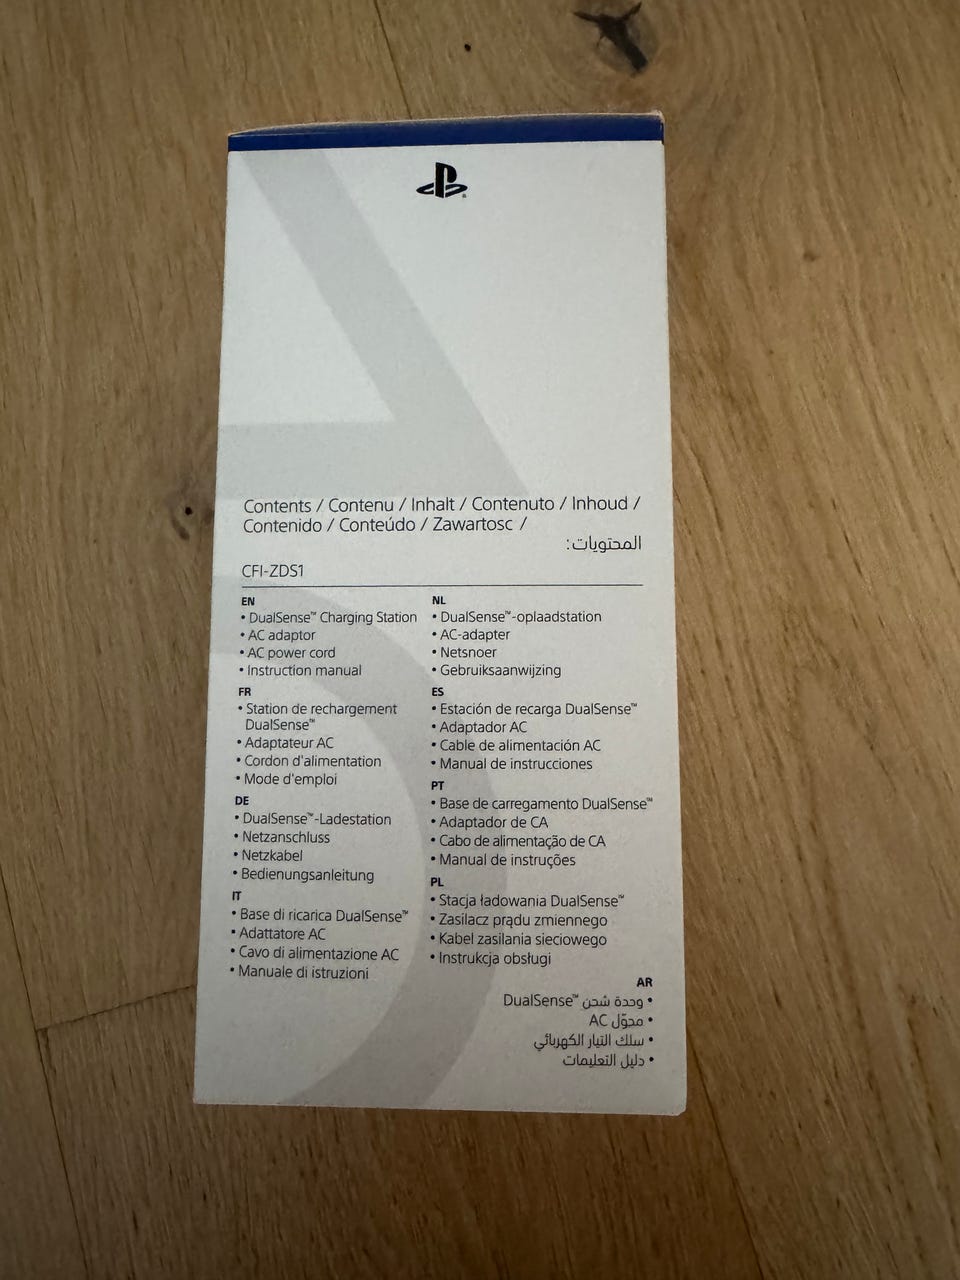 Contents / Contenu / Inhalt / Contenuto / Inhoud /
Contenido / Conteúdo / Zawartosc /
المحتويات:
CFI-ZDS1
EN
• DualSense™ Charging Station
• AC adaptor
• AC power cord
• Instruction manual
FR
• Station de rechargement
DualSense™
• Adaptateur AC
• Cordon d'alimentation
• Mode d'emploi
DE
• DualSense™-Ladestation
• Netzanschluss
• Netzkabel
• Bedienungsanleitung
IT
• Base di ricarica DualSense™
• Adattatore AC
• Cavo di alimentazione AC
• Manuale di istruzioni
NL
• DualSense™-oplaadstation
• AC-adapter
• Netsnoer
• Gebruiksaanwijzing
ES
• Estación de recarga DualSense™
• Adaptador AC
• Cable de alimentación AC
• Manual de instrucciones
PT
• Base de carregamento DualSense™
• Adaptador de CA
• Cabo de alimentação de CA
• Manual de instruções
PL
• Stacja ładowania DualSense™
• Zasilacz prądu zmiennego
• Kabel zasilania sieciowego
• Instrukcja obsługi
AR
• وحدة شحن DualSense™
• محوّل AC
• سلك التيار الكهربائي
• دليل التعليمات